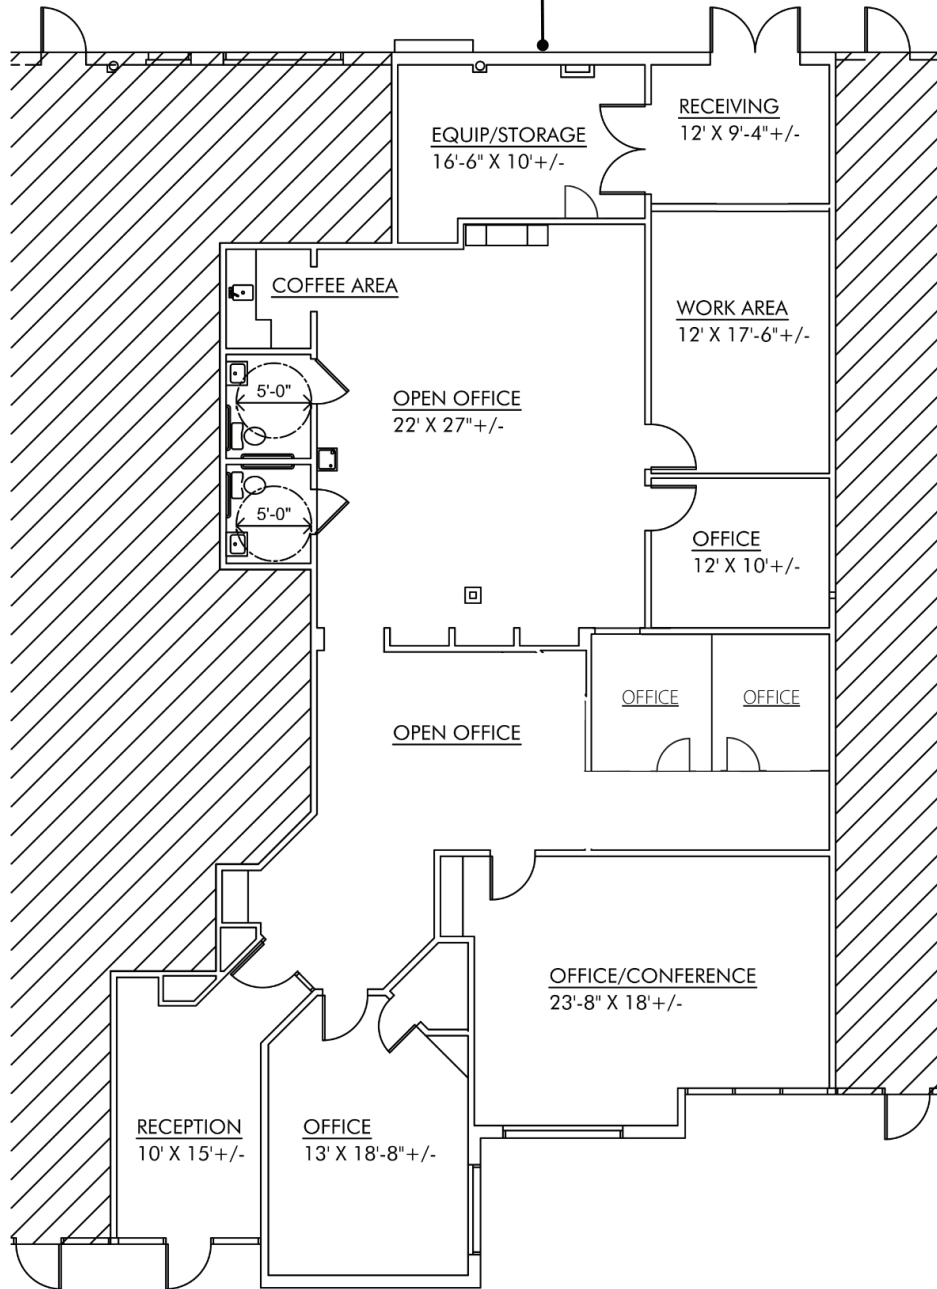 RECEIVING
12' X 9'-4"+/-
EQUIP/STORAGE
16'-6" X 10'+/-
COFFEE AREA
WORK AREA
12' X 17'-6"+/-
5'-0"
OPEN OFFICE
22' X 27"+/-
5'-0"
OFFICE
12' X 10'+/-
OFFICE
OFFICE
OPEN OFFICE
OFFICE/CONFERENCE
23'-8" X 18'+/-
RECEPTION
10' X 15'+/-
OFFICE
13' X 18'-8"+/-